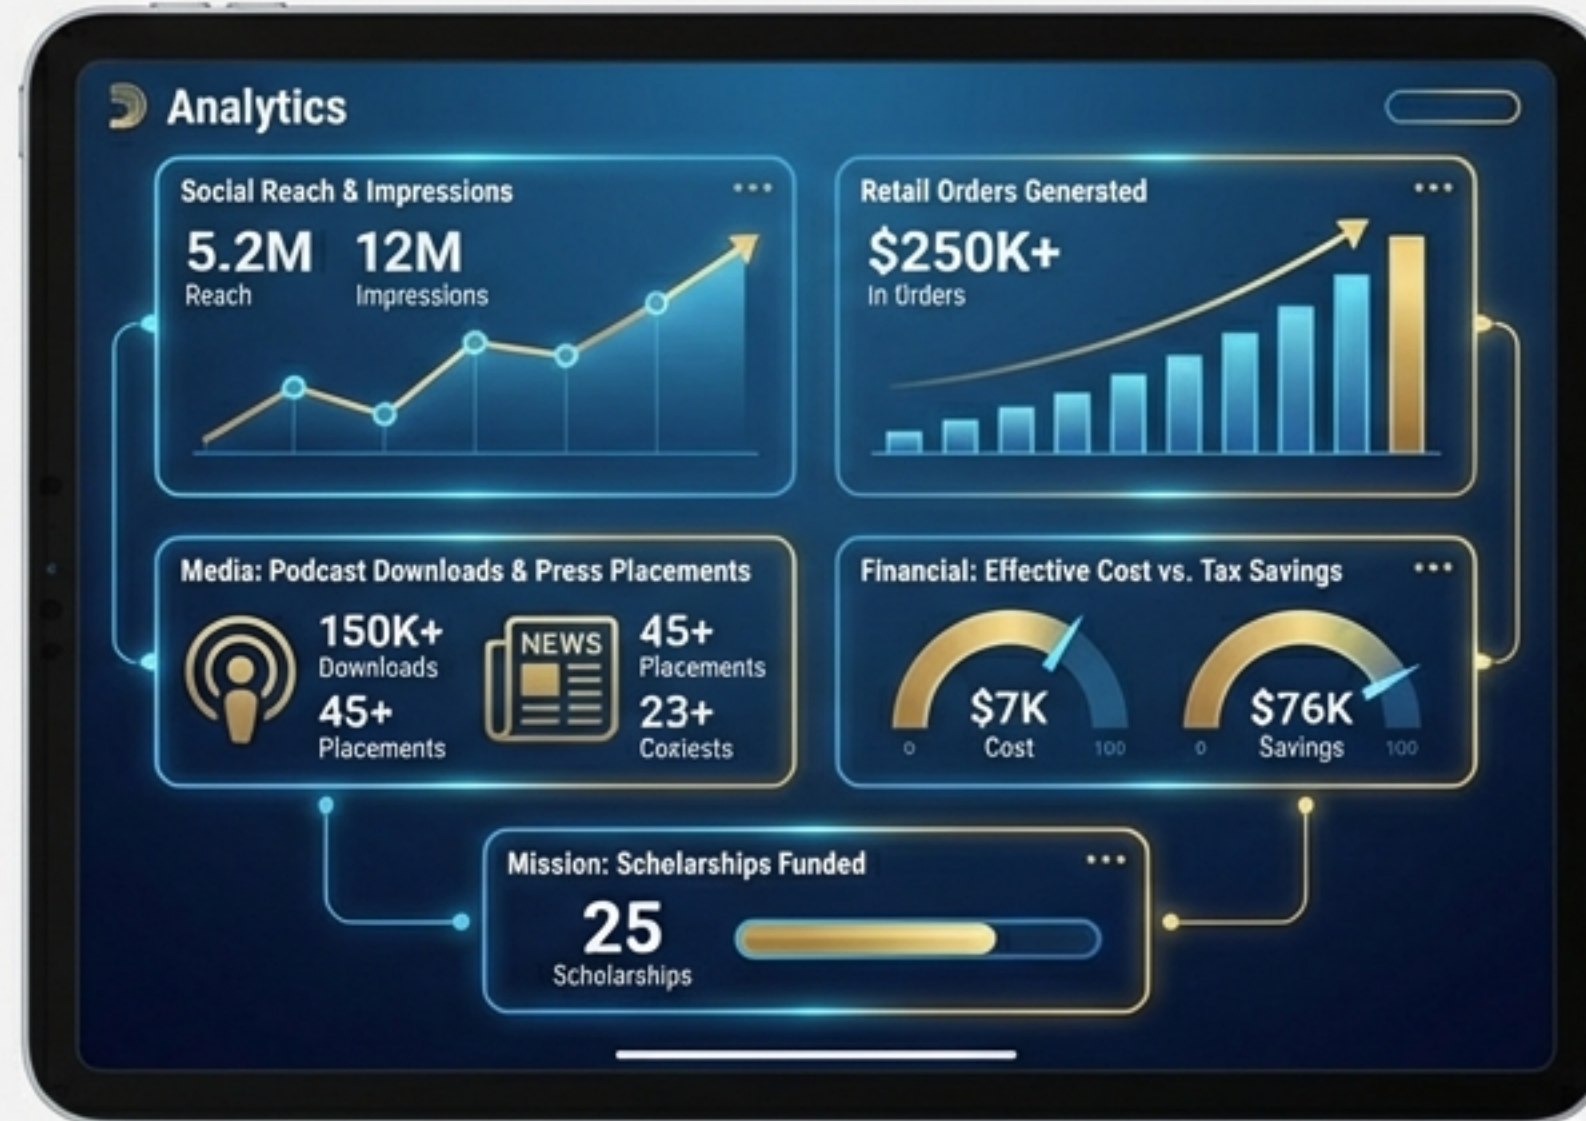 Analytics
Social Reach & Impressions
5.2M
Reach
12M
Impressions
Retail Orders Genersted
$250K+
In Orders
Media: Podcast Downloads & Press Placements
150K+
Downloads
45+
Placements
NEWS
45+
Placements
23+
Financial: Effective Cost vs. Tax Savings
$7K
Cost
0
100
$76K
Savings
0
100
Mission: Schelarships Funded
25
Scholarships